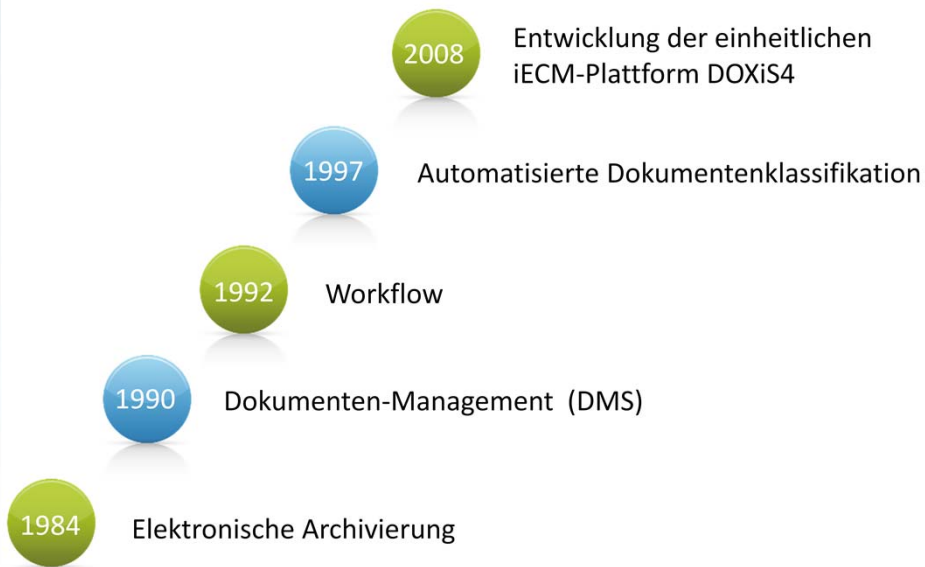 2008
Entwicklung der einheitlichen
iECM-Plattform DOXiS4
1997
Automatisierte Dokumentenklassifikation
1992
Workflow
1990
Dokumenten-Management (DMS)
1984
Elektronische Archivierung